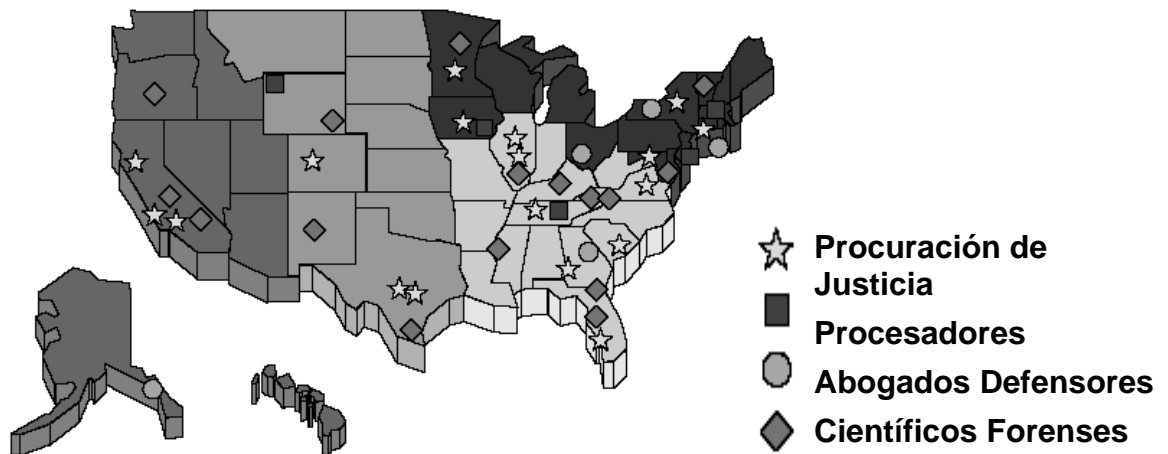 Procuración de
Justicia
Procesadores
Abogados Defensores
Científicos Forenses